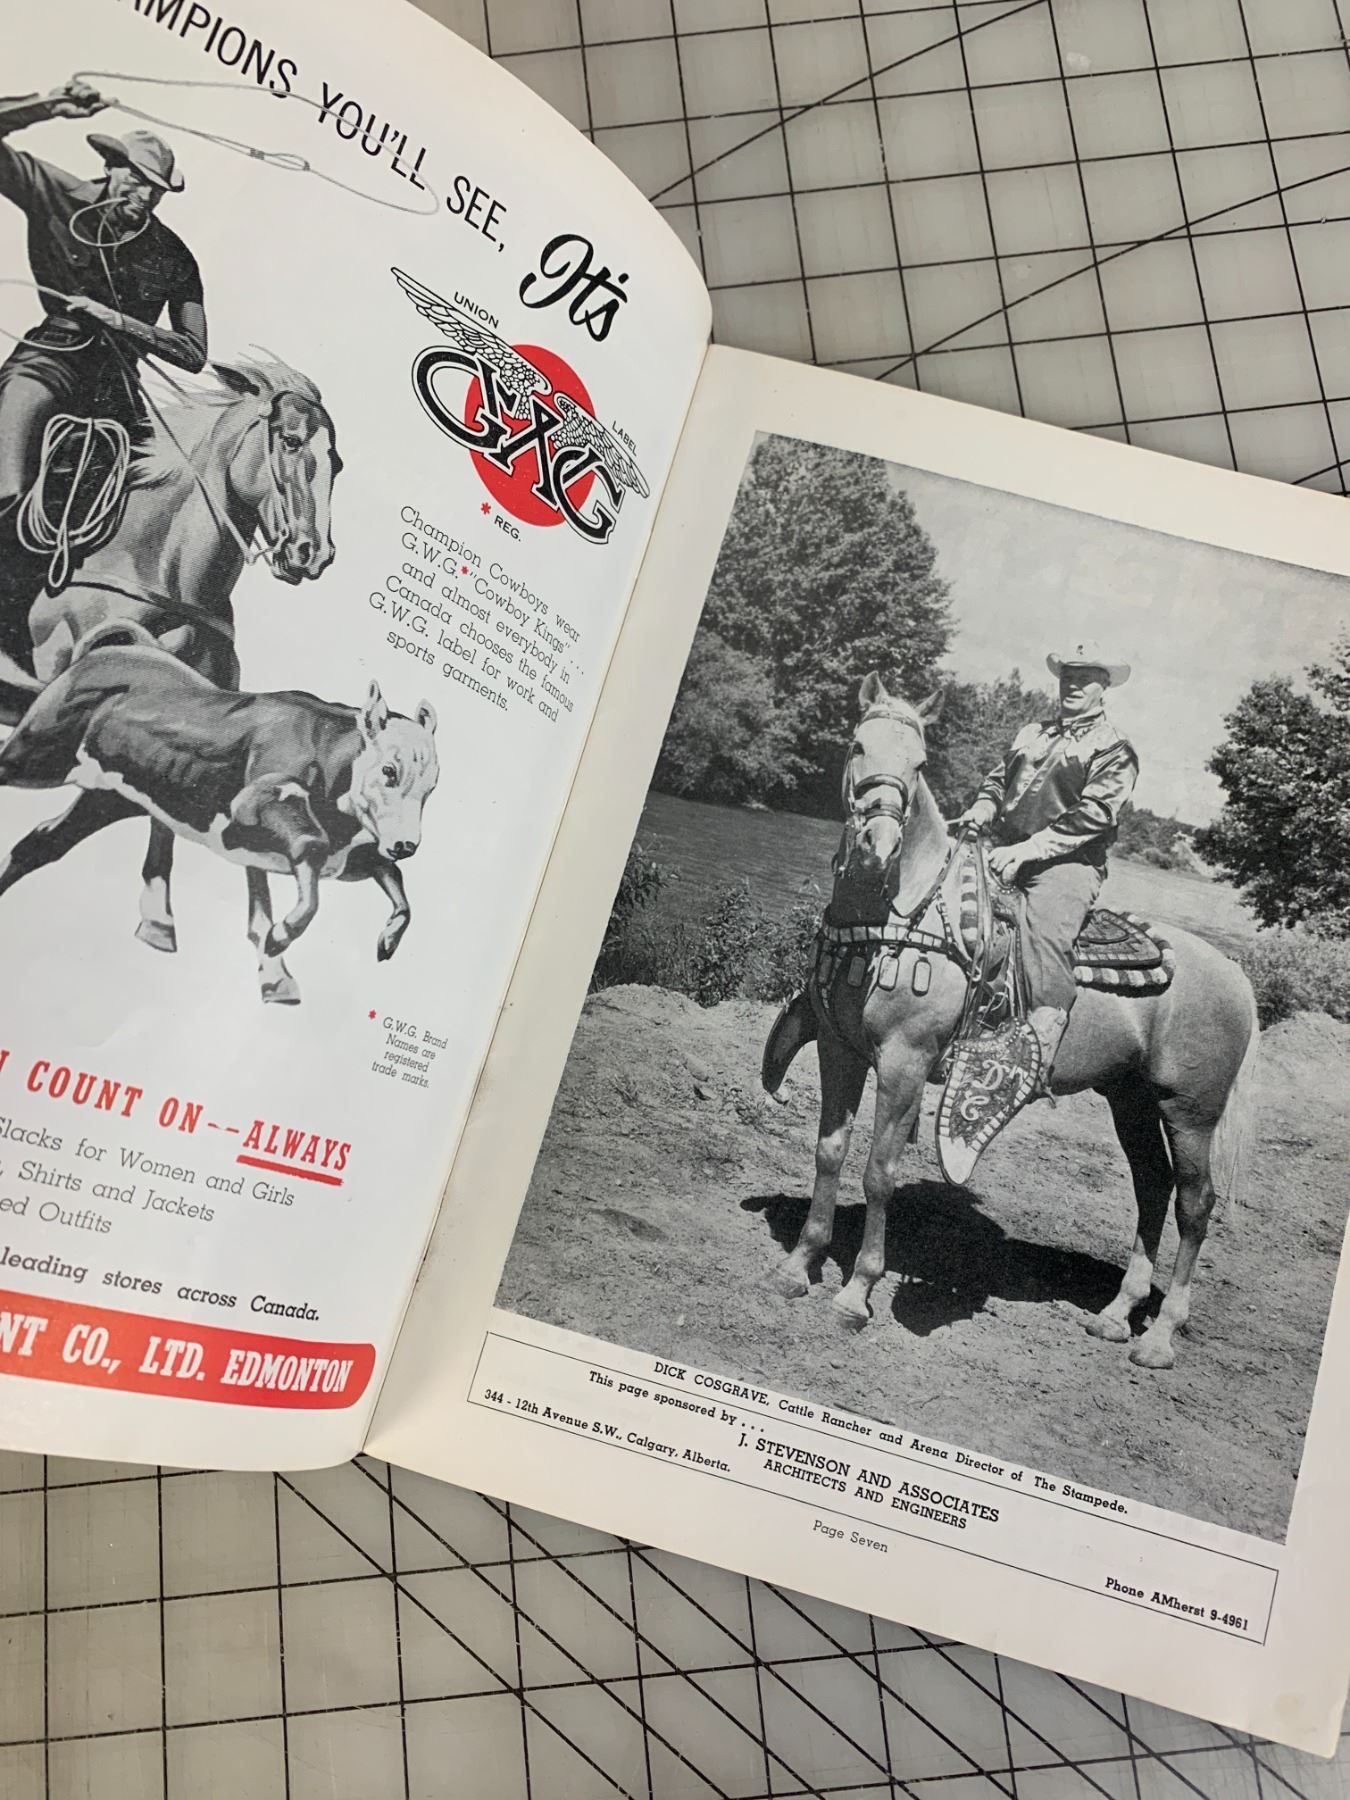 YOU'LL SEE, It's
UNION
GWG
LABEL
* REG.
Champion Cowboys wear
G.W.G.*"Cowboy Kings" . . .
and almost everybody in
Canada chooses the famous
G.W.G. label for work and
sports garments.
* G.W.G. Brand
Names are
registered
trade marks.
COUNT ON--ALWAYS
Slacks for Women and Girls
, Shirts and Jackets
Outfits
leading stores across Canada.
CO., LTD. EDMONTON
DC
DICK COSGRAVE, Cattle Rancher and Arena Director of The Stampede.
This page sponsored by . . .
J. STEVENSON AND ASSOCIATES
ARCHITECTS AND ENGINEERS
344 - 12th Avenue S.W., Calgary, Alberta.
Phone AMherst 9-4961
Page Seven